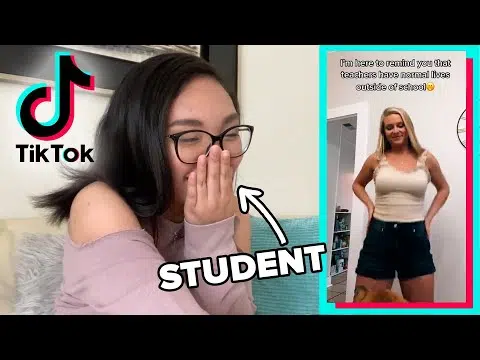 TikTok
I'm here to remind you that
teachers have normal lives
outside of school🤫
STUDENT